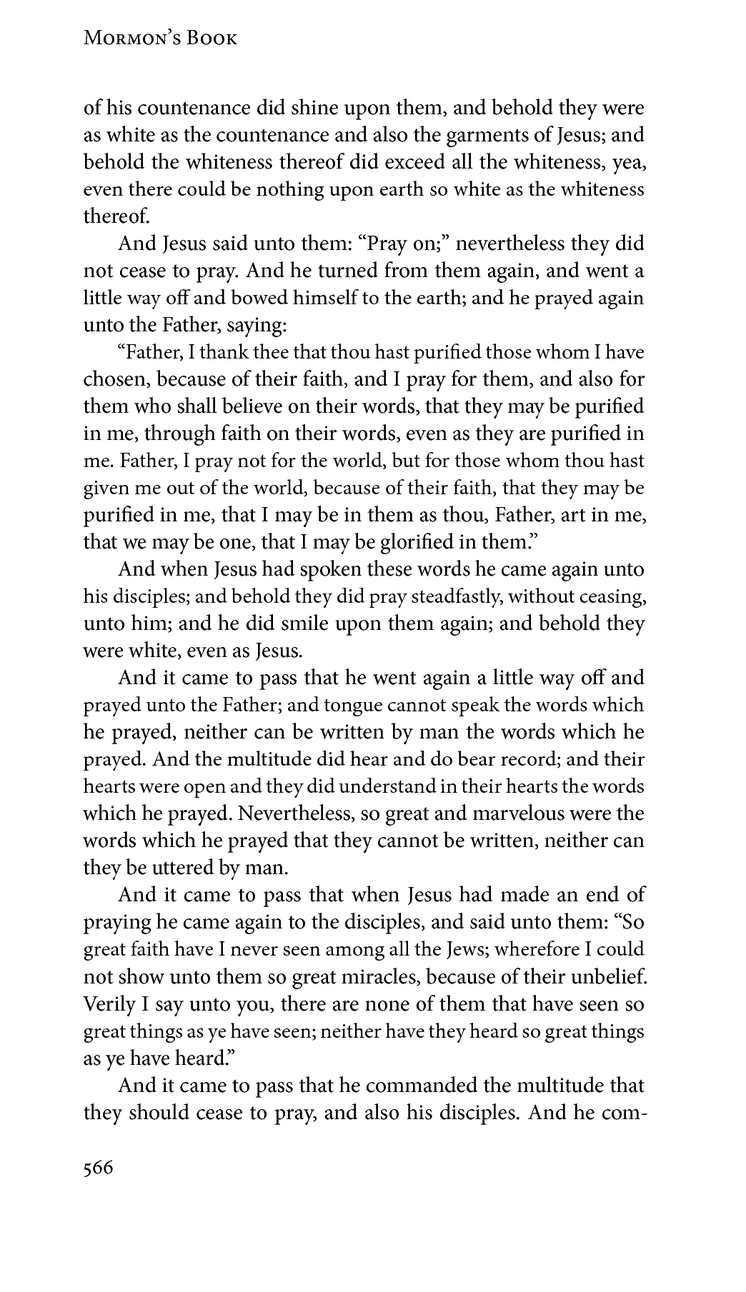 Mormon’s Book
of his countenance did shine upon them, and behold they were
as white as the countenance and also the garments of Jesus; and
behold the whiteness thereof did exceed all the whiteness, yea,
even there could be nothing upon earth so white as the whiteness
thereof.
And Jesus said unto them: “Pray on;” nevertheless they did
not cease to pray. And he turned from them again, and went a
little way off and bowed himself to the earth; and he prayed again
unto the Father, saying:
“Father, I thank thee that thou hast purified those whom I have
chosen, because of their faith, and I pray for them, and also for
them who shall believe on their words, that they may be purified
in me, through faith on their words, even as they are purified in
me. Father, I pray not for the world, but for those whom thou hast
given me out of the world, because of their faith, that they may be
purified in me, that I may be in them as thou, Father, art in me,
that we may be one, that I may be glorified in them.”
And when Jesus had spoken these words he came again unto
his disciples; and behold they did pray steadfastly, without ceasing,
unto him; and he did smile upon them again; and behold they
were white, even as Jesus.
And it came to pass that he went again a little way off and
prayed unto the Father; and tongue cannot speak the words which
he prayed, neither can be written by man the words which he
prayed. And the multitude did hear and do bear record; and their
hearts were open and they did understand in their hearts the words
which he prayed. Nevertheless, so great and marvelous were the
words which he prayed that they cannot be written, neither can
they be uttered by man.
And it came to pass that when Jesus had made an end of
praying he came again to the disciples, and said unto them: “So
great faith have I never seen among all the Jews; wherefore I could
not show unto them so great miracles, because of their unbelief.
Verily I say unto you, there are none of them that have seen so
great things as ye have seen; neither have they heard so great things
as ye have heard.”
And it came to pass that he commanded the multitude that
they should cease to pray, and also his disciples. And he com-
566